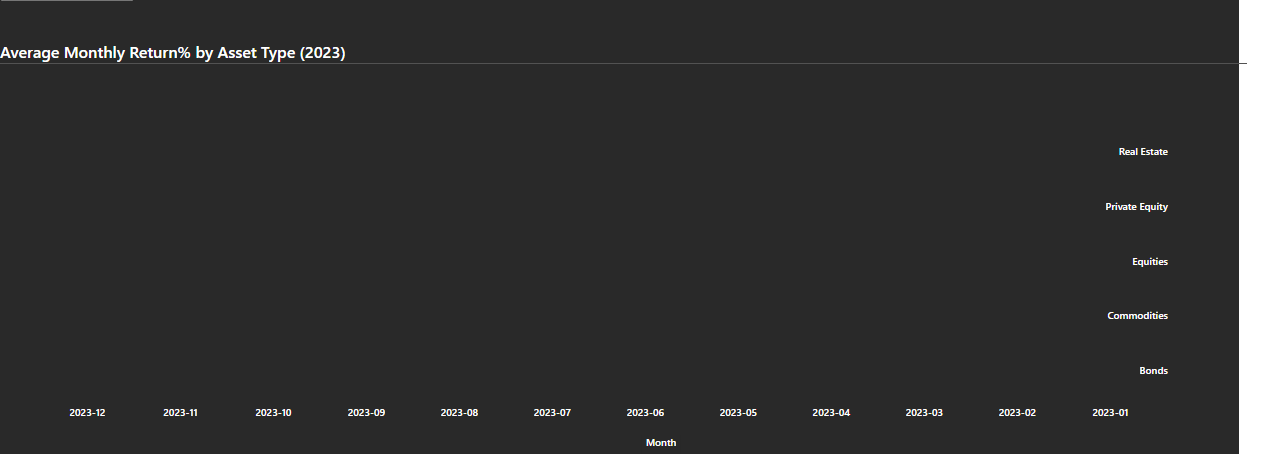 Average Monthly Return% by Asset Type (2023)
Real Estate
Private Equity
Equities
Commodities
Bonds
2023-12 2023-11 2023-10 2023-09 2023-08 2023-07 2023-06 2023-05 2023-04 2023-03 2023-02 2023-01
Month